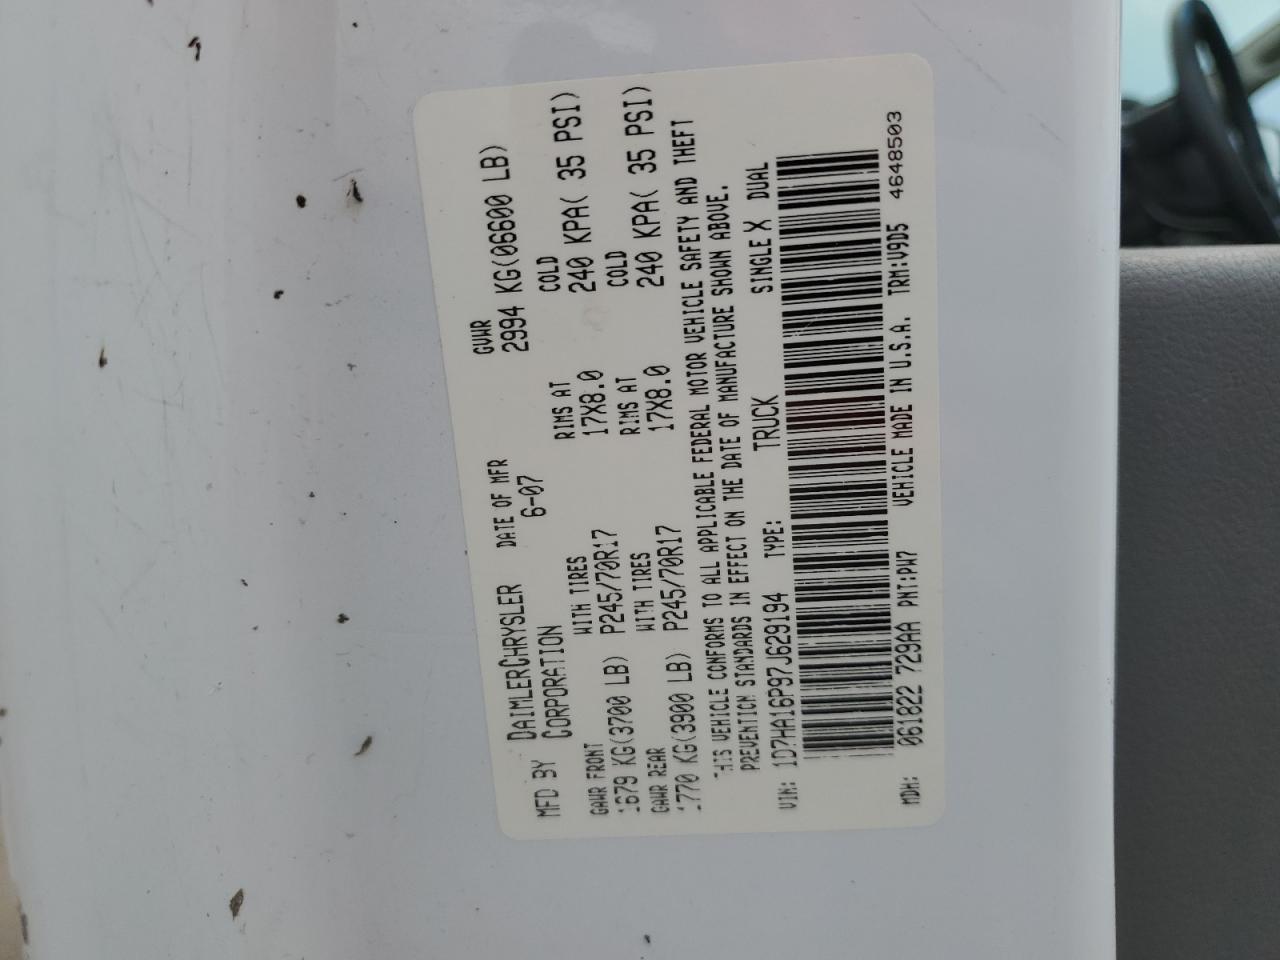 MFD BY DAIMLERCHRYSLER CORPORATION DATE OF MFR 6-07 GVWR 2994 KG(06600 LB)
GAWR FRONT WITH TIRES RIMS AT COLD
1679 KG(3700 LB) P245/70R17 17X8.0 240 KPA( 35 PSI)
GAWR REAR WITH TIRES RIMS AT COLD
1770 KG(3900 LB) P245/70R17 17X8.0 240 KPA( 35 PSI)
THIS VEHICLE CONFORMS TO ALL APPLICABLE FEDERAL MOTOR VEHICLE SAFETY AND THEFT
PREVENTION STANDARDS IN EFFECT ON THE DATE OF MANUFACTURE SHOWN ABOVE.
VIN: 1D7HA16P97J629194 TYPE: TRUCK SINGLE X DUAL
MDH: 061822 729AA PNT:PW7 VEHICLE MADE IN U.S.A. TRM:V9D5 4648503